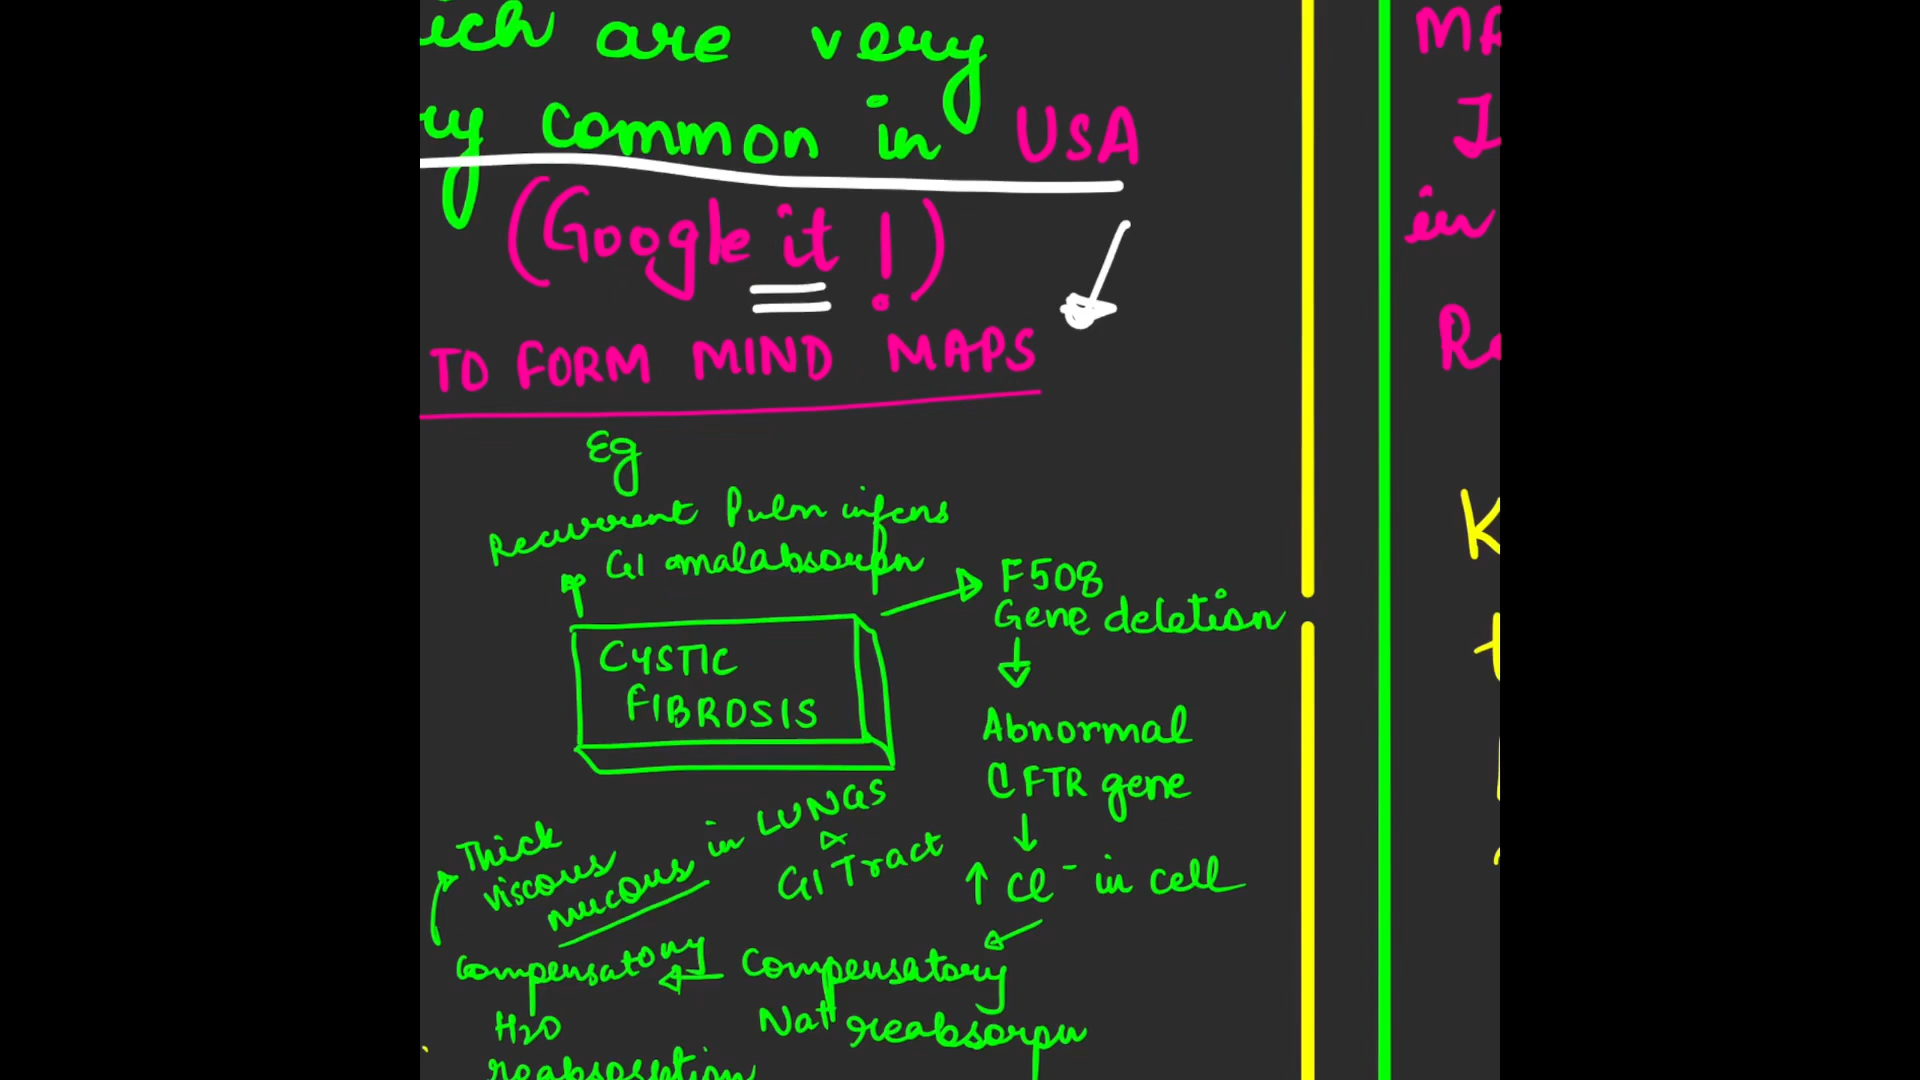 are very
common in USA
(Google it !)
TO FORM MIND MAPS
Eg
Recurrent Pulm infcns
GI malabsorpn
F508
Gene deletion
CYSTIC
FIBROSIS
Abnormal
CFTR gene
↑ Cl⁻ in cell
Thick
viscous
mucous in LUNGS
&
GI Tract
Compensatory
Na⁺ reabsorpn
Compensatory
H2O
reabsorption
in